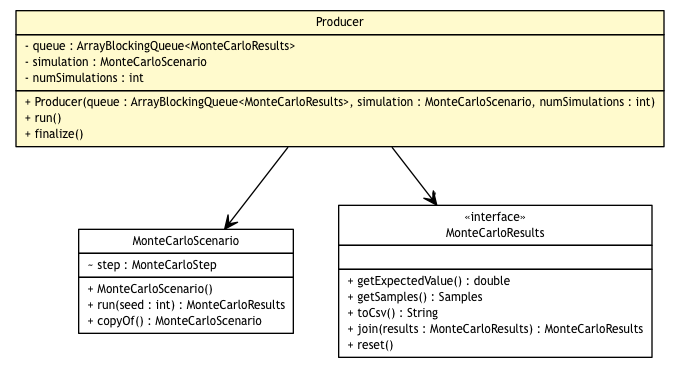 Producer
- queue : ArrayBlockingQueue<MonteCarloResults>
- simulation : MonteCarloScenario
- numSimulations : int
+ Producer(queue : ArrayBlockingQueue<MonteCarloResults>, simulation : MonteCarloScenario, numSimulations : int)
+ run()
+ finalize()
MonteCarloScenario
~ step : MonteCarloStep
+ MonteCarloScenario()
+ run(seed : int) : MonteCarloResults
+ copyOf() : MonteCarloScenario
«interface»
MonteCarloResults
+ getExpectedValue() : double
+ getSamples() : Samples
+ toCsv() : String
+ join(results : MonteCarloResults) : MonteCarloResults
+ reset()